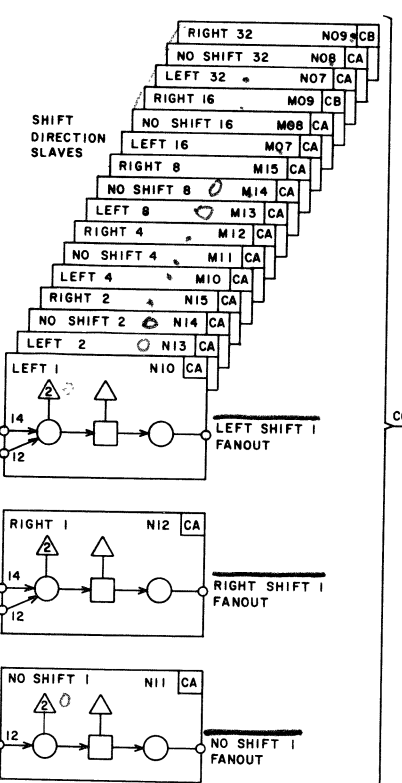 RIGHT 32 N09 CB
NO SHIFT 32 N08 CA
LEFT 32 N07 CA
RIGHT 16 M09 CB
NO SHIFT 16 M08 CA
LEFT 16 M07 CA
RIGHT 8 M15 CA
NO SHIFT 8 M14 CA
LEFT 8 M13 CA
RIGHT 4 M12 CA
NO SHIFT 4 M11 CA
LEFT 4 M10 CA
RIGHT 2 N15 CA
NO SHIFT 2 N14 CA
LEFT 2 N13 CA
SHIFT
DIRECTION
SLAVES
LEFT 1 N10 CA
2
14
12
LEFT SHIFT 1
FANOUT
RIGHT 1 N12 CA
2
14
12
RIGHT SHIFT 1
FANOUT
NO SHIFT 1 N11 CA
2
12
NO SHIFT 1
FANOUT